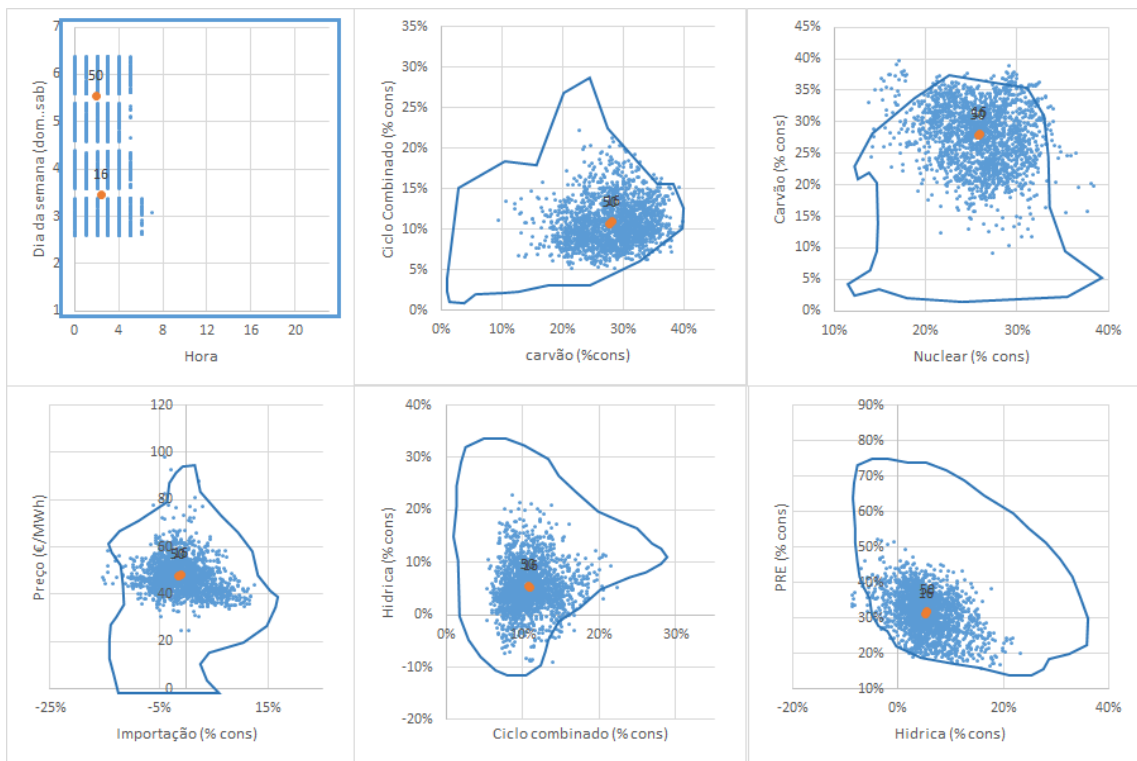 7
6
5
4
3
2
1
50
16
0 4 8 12 16 20
Dia da semana (dom..sab)
Hora
35%
30%
25%
20%
15%
10%
5%
0%
0% 10% 20% 30% 40%
Ciclo Combinado (% cons)
carvão (%cons)
45%
40%
35%
30%
25%
20%
15%
10%
5%
0%
10% 20% 30% 40%
Carvão (% cons)
Nuclear (% cons)
120
100
80
60
40
20
0
-25% -5% 15%
Preço (€/MWh)
Importação (% cons)
40%
30%
20%
10%
0%
-10%
-20%
0% 10% 20% 30%
Hidrica (% cons)
Ciclo combinado (% cons)
90%
80%
70%
60%
50%
40%
30%
20%
10%
-20% 0% 20% 40%
PRE (% cons)
Hidrica (% cons)